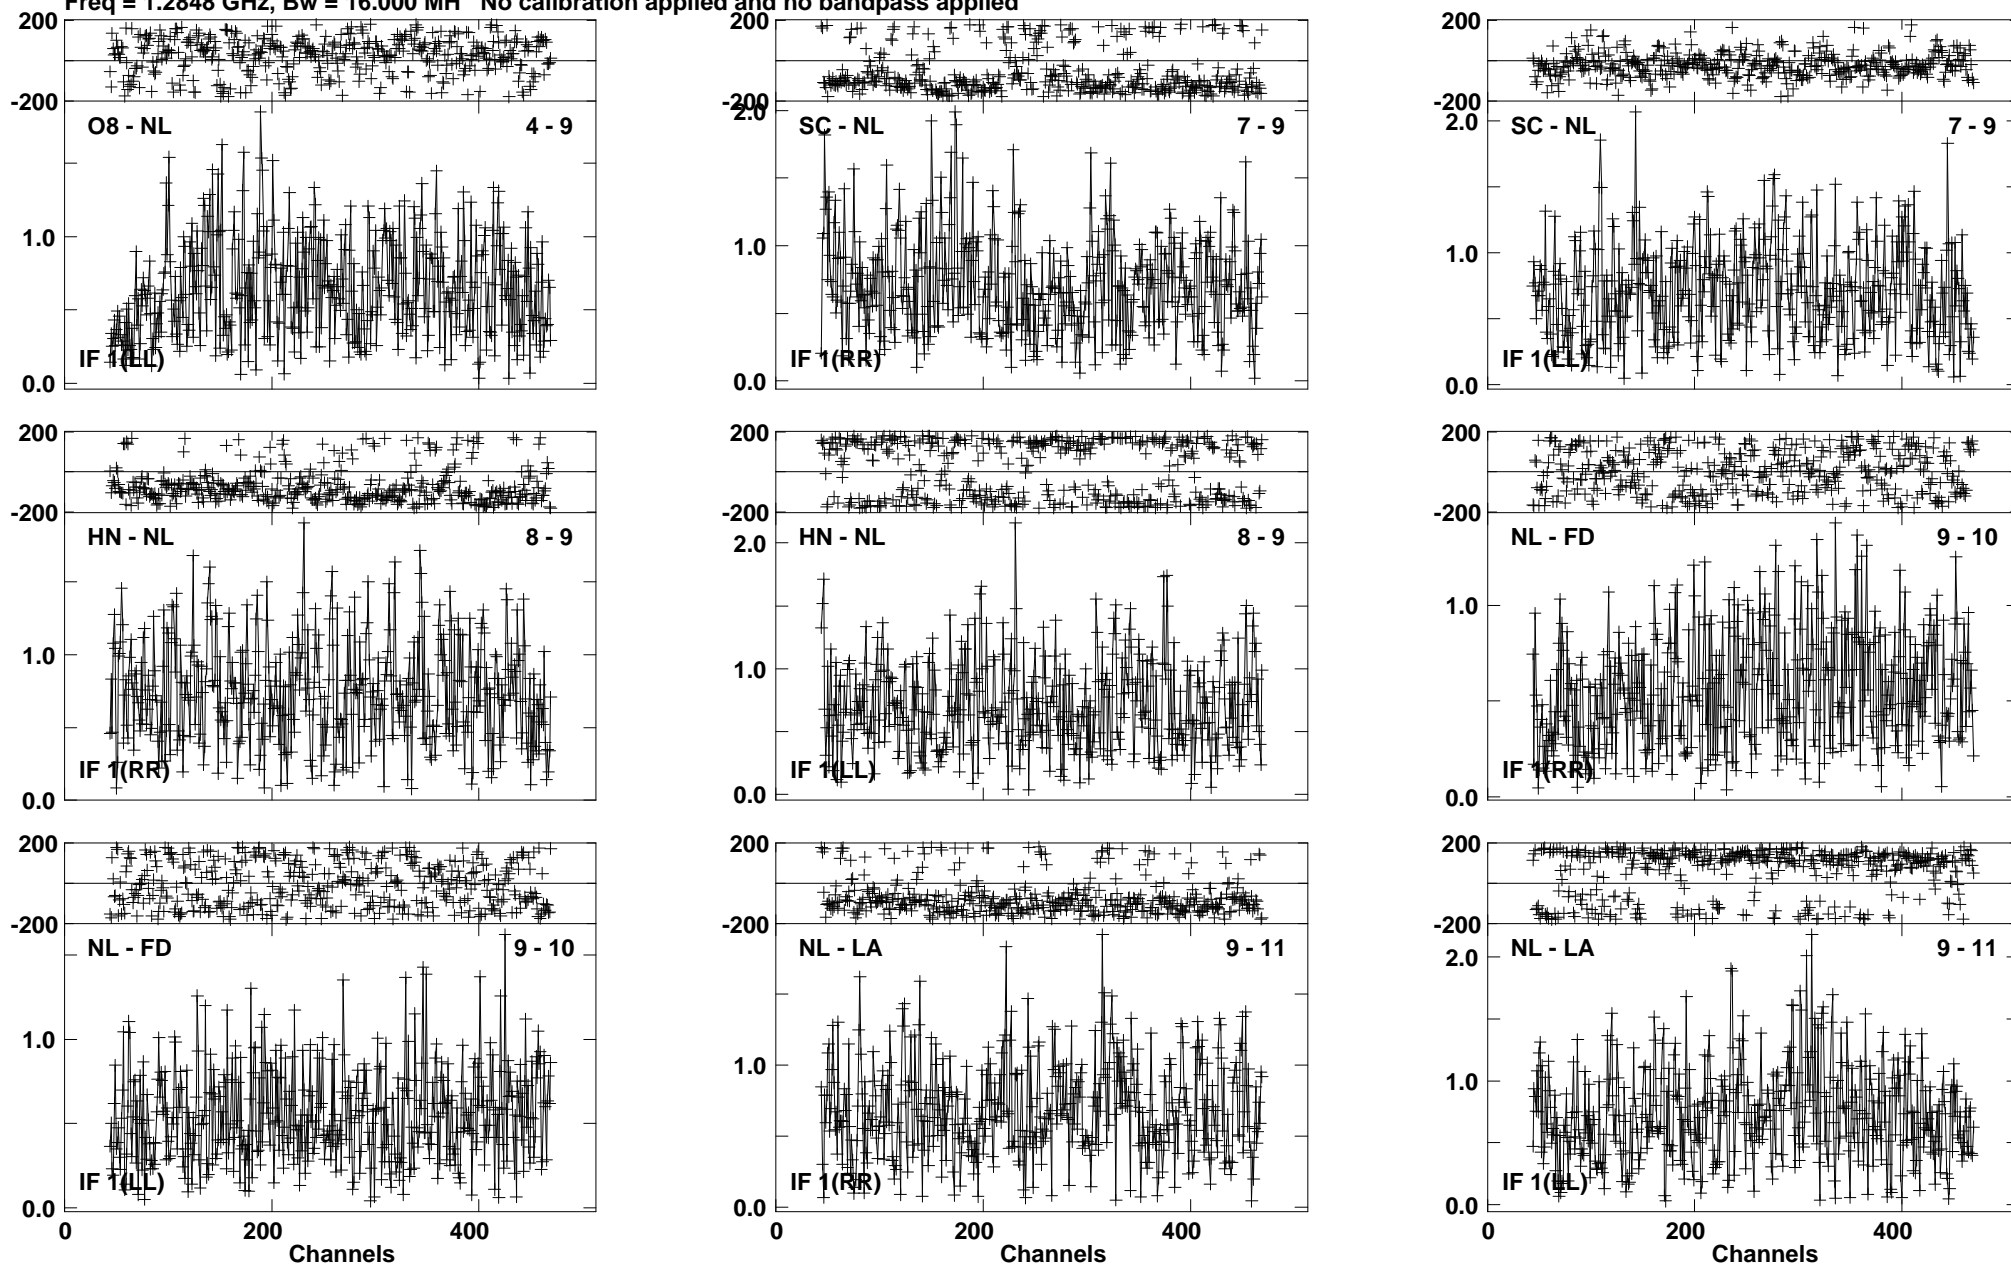 Freq = 1.2848 GHz, Bw = 16.000 MH No calibration applied and no bandpass applied
200
-200
O8 - NL 4 - 9
1.0
0.0
IF 1(LL)
200
-200
2.0
SC - NL 7 - 9
1.0
0.0
IF 1(RR)
200
-200
2.0
SC - NL 7 - 9
1.0
0.0
IF 1(LL)
200
-200
HN - NL 8 - 9
1.0
0.0
IF 1(RR)
200
-200
HN - NL 8 - 9
2.0
1.0
0.0
IF 1(LL)
200
-200
NL - FD 9 - 10
1.0
0.0
IF 1(RR)
200
-200
NL - FD 9 - 10
1.0
0.0
IF 1(LL)
0 200 400
Channels
200
-200
NL - LA 9 - 11
1.0
0.0
IF 1(RR)
0 200 400
Channels
200
-200
NL - LA 9 - 11
2.0
1.0
0.0
IF 1(LL)
0 200 400
Channels